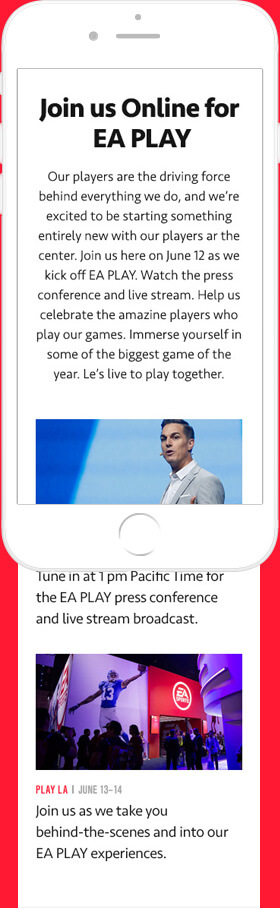 Join us Online for
EA PLAY
Our players are the driving force
behind everything we do, and we're
excited to be starting something
entirely new with our players ar the
center. Join us here on June 12 as we
kick off EA PLAY. Watch the press
conference and live stream. Help us
celebrate the amazine players who
play our games. Immerse yourself in
some of the biggest game of the
year. Le's live to play together.
Tune in at 1 pm Pacific Time for
the EA PLAY press conference
and live stream broadcast.
13
EA
SPORTS
PLAY LA | JUNE 13–14
Join us as we take you
behind-the-scenes and into our
EA PLAY experiences.